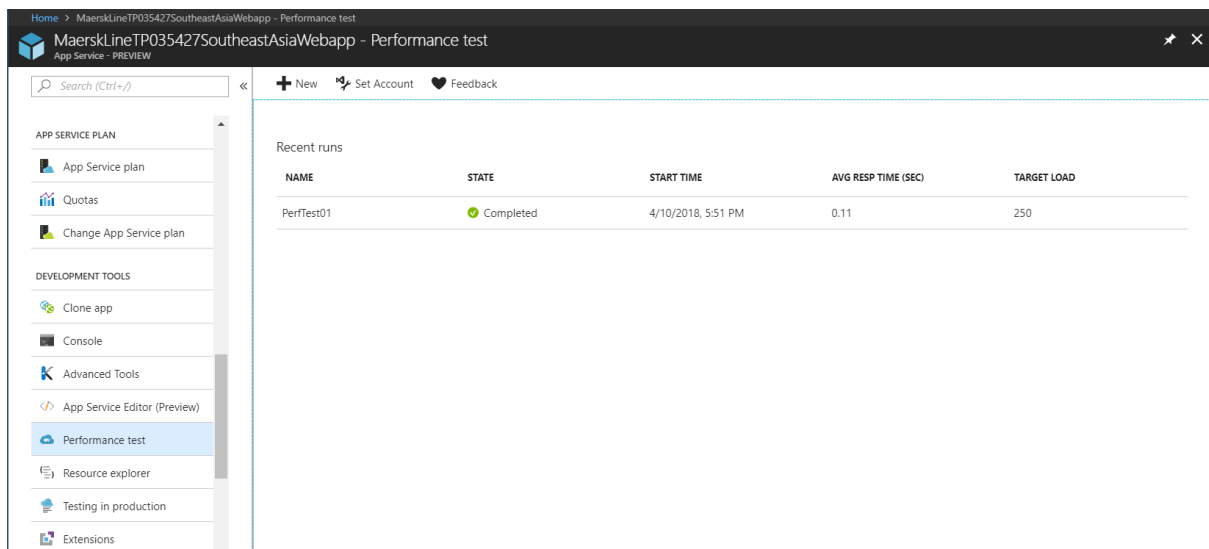 Home > MaerskLineTP035427SoutheastAsiaWebapp - Performance test
MaerskLineTP035427SoutheastAsiaWebapp - Performance test
App Service - PREVIEW
Search (Ctrl+/)
«
New Set Account Feedback
APP SERVICE PLAN
App Service plan
Quotas
Change App Service plan
DEVELOPMENT TOOLS
Clone app
Console
Advanced Tools
App Service Editor (Preview)
Performance test
Resource explorer
Testing in production
Extensions
Recent runs
NAME STATE START TIME AVG RESP TIME (SEC) TARGET LOAD
PerfTest01 Completed 4/10/2018, 5:51 PM 0.11 250